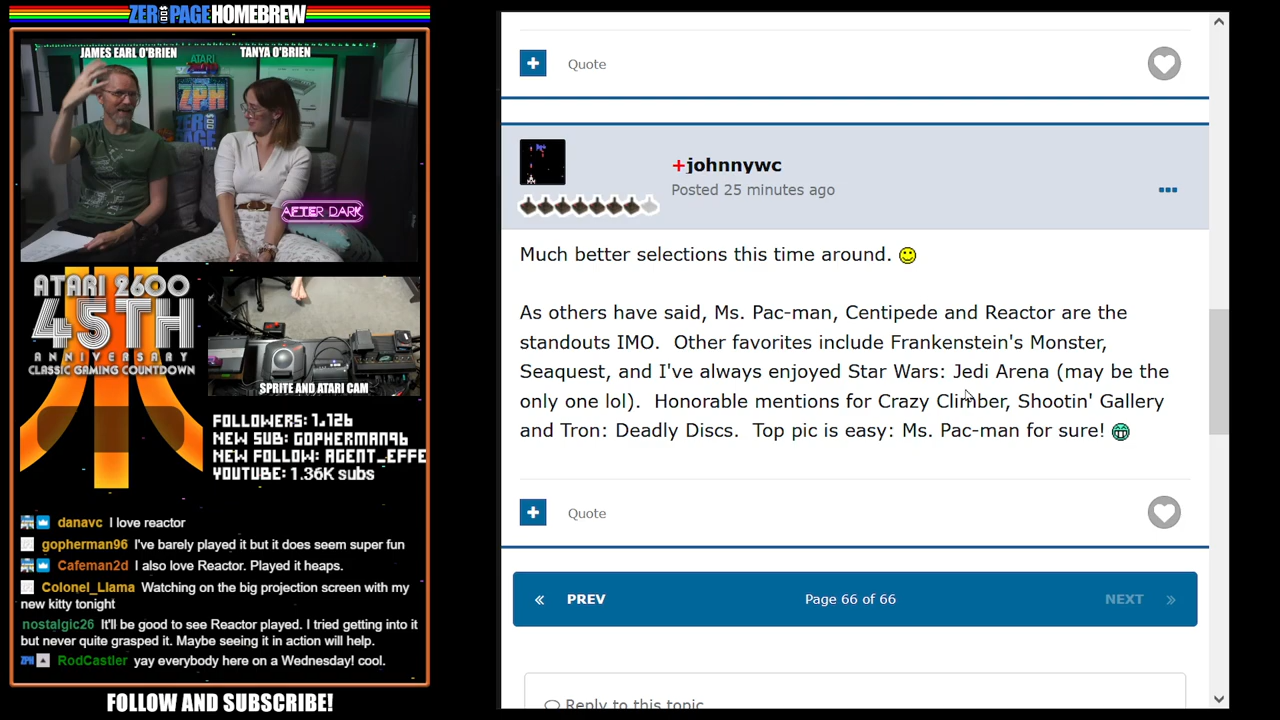 ZEROPAGE HOMEBREW
JAMES EARL O'BRIEN
TANYA O'BRIEN
ATARI
ZPH
ZERO
PAGE
AFTER DARK
ATARI 2600
45TH
ANNIVERSARY
CLASSIC GAMING COUNTDOWN
SPRITE AND ATARI CAM
FOLLOWERS: 1,126
NEW SUB: GOPHERMAN96
NEW FOLLOW: AGENT_EFFE
YOUTUBE: 1.36K subs
danavc I love reactor
gopherman96 I've barely played it but it does seem super fun
Cafeman2d I also love Reactor. Played it heaps.
Colonel_Llama Watching on the big projection screen with my
new kitty tonight
nostalgic26 It'll be good to see Reactor played. I tried getting into it
but never quite grasped it. Maybe seeing it in action will help.
ZPH RodCastler yay everybody here on a Wednesday! cool.
FOLLOW AND SUBSCRIBE!
+ Quote
+johnnywc
Posted 25 minutes ago
Much better selections this time around.
As others have said, Ms. Pac-man, Centipede and Reactor are the
standouts IMO.  Other favorites include Frankenstein's Monster,
Seaquest, and I've always enjoyed Star Wars: Jedi Arena (may be the
only one lol).  Honorable mentions for Crazy Climber, Shootin' Gallery
and Tron: Deadly Discs.  Top pic is easy: Ms. Pac-man for sure!
+ Quote
« PREV
Page 66 of 66
NEXT »
Reply to this topic